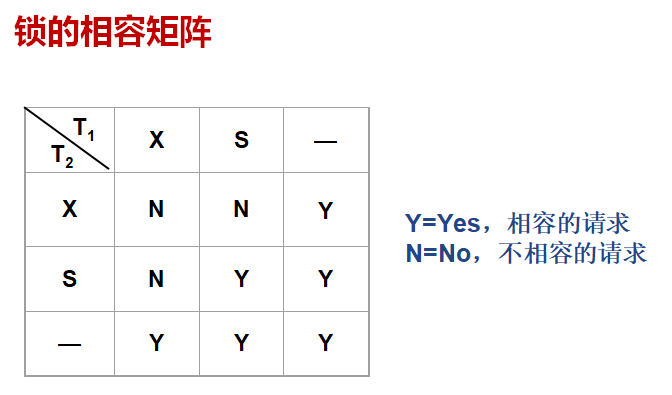 锁的相容矩阵
T1 X S —
T2
X N N Y
S N Y Y
— Y Y Y
Y=Yes，相容的请求
N=No，不相容的请求